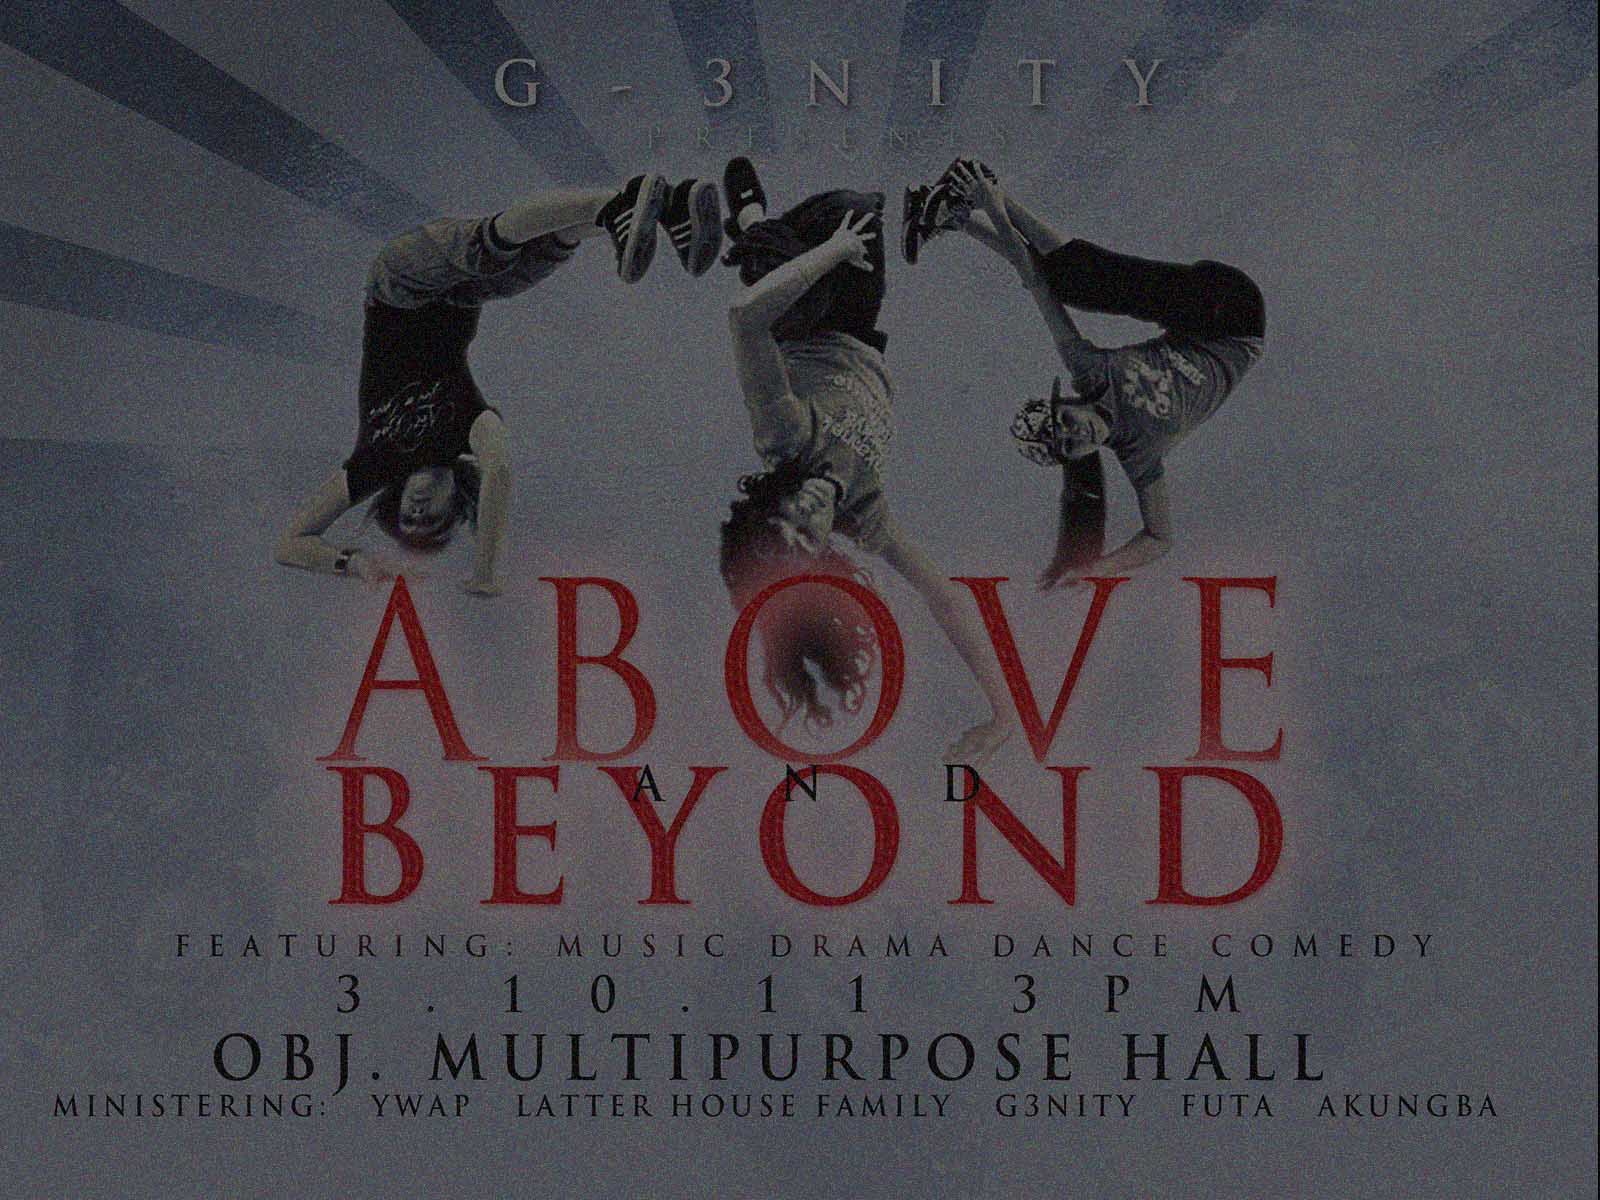 G-3NITY
PRESENTS
ABOVE
AND
BEYOND
FEATURING: MUSIC DRAMA DANCE COMEDY
3.10.11 3PM
OBJ. MULTIPURPOSE HALL
MINISTERING: YWAP LATTER HOUSE FAMILY G3NITY FUTA AKUNGBA